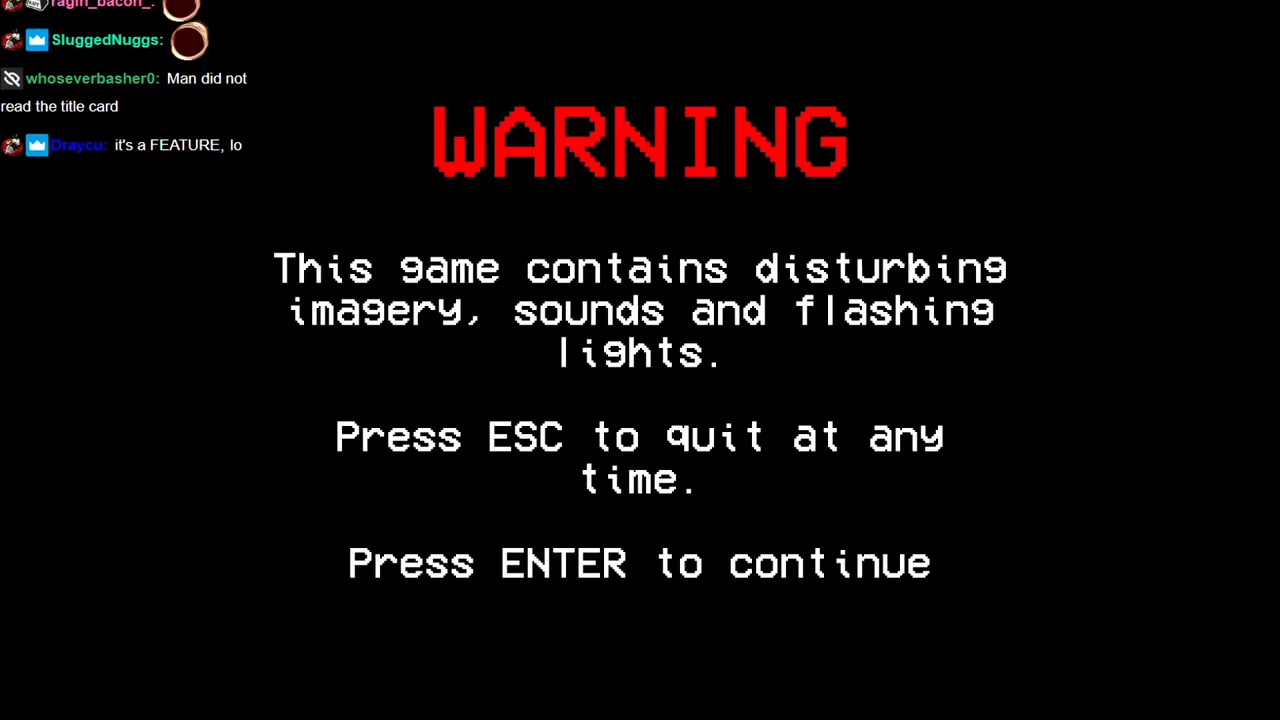 ragin_bacon_:
SluggedNuggs:
whoseverbasher0: Man did not
read the title card
Draycu: it's a FEATURE, lo
WARNING
This game contains disturbing
imagery, sounds and flashing
lights.
Press ESC to quit at any
time.
Press ENTER to continue